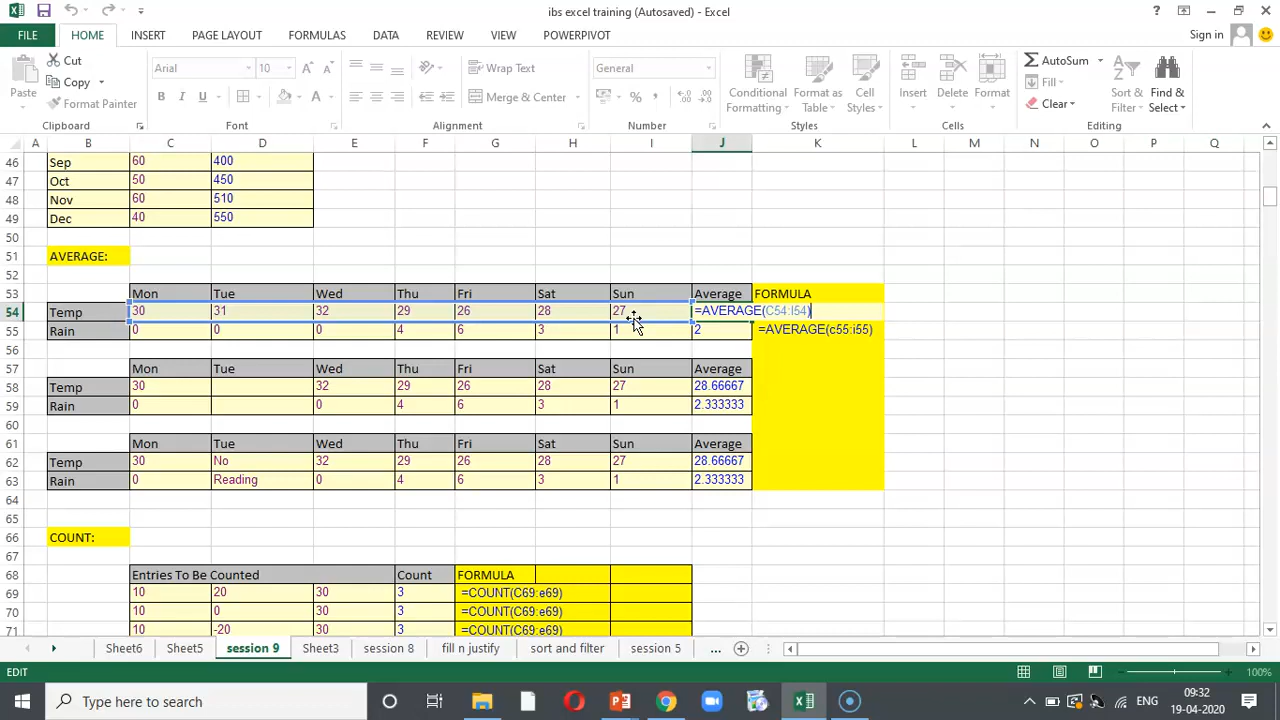 ibs excel training (Autosaved) - Excel
?
FILE HOME INSERT PAGE LAYOUT FORMULAS DATA REVIEW VIEW POWERPIVOT Sign in
Paste Cut Copy Format Painter
Arial 10 A A B I U A
Wrap Text Merge & Center
General % ,
Conditional Formatting Format as Table Cell Styles
Insert Delete Format
AutoSum Fill Clear Sort & Filter Find & Select
Clipboard Font Alignment Number Styles Cells Editing
A B C D E F G H I J K L M N O P Q
46 Sep 60 400
47 Oct 50 450
48 Nov 60 510
49 Dec 40 550
50
51 AVERAGE:
52
53 Mon Tue Wed Thu Fri Sat Sun Average FORMULA
54 Temp 30 31 32 29 26 28 27 =AVERAGE(C54:I54)
55 Rain 0 0 0 4 6 3 1 2 =AVERAGE(c55:i55)
56
57 Mon Tue Wed Thu Fri Sat Sun Average
58 Temp 30 32 29 26 28 27 28.66667
59 Rain 0 0 4 6 3 1 2.333333
60
61 Mon Tue Wed Thu Fri Sat Sun Average
62 Temp 30 No 32 29 26 28 27 28.66667
63 Rain 0 Reading 0 4 6 3 1 2.333333
64
65
66 COUNT:
67
68 Entries To Be Counted Count FORMULA
69 10 20 30 3 =COUNT(C69:e69)
70 10 0 30 3 =COUNT(C69:e69)
71 10 -20 30 3 =COUNT(C69:e69)
Sheet6 Sheet5 session 9 Sheet3 session 8 fill n justify sort and filter session 5 ...
EDIT 100%
Type here to search ENG 09:32
19-04-2020